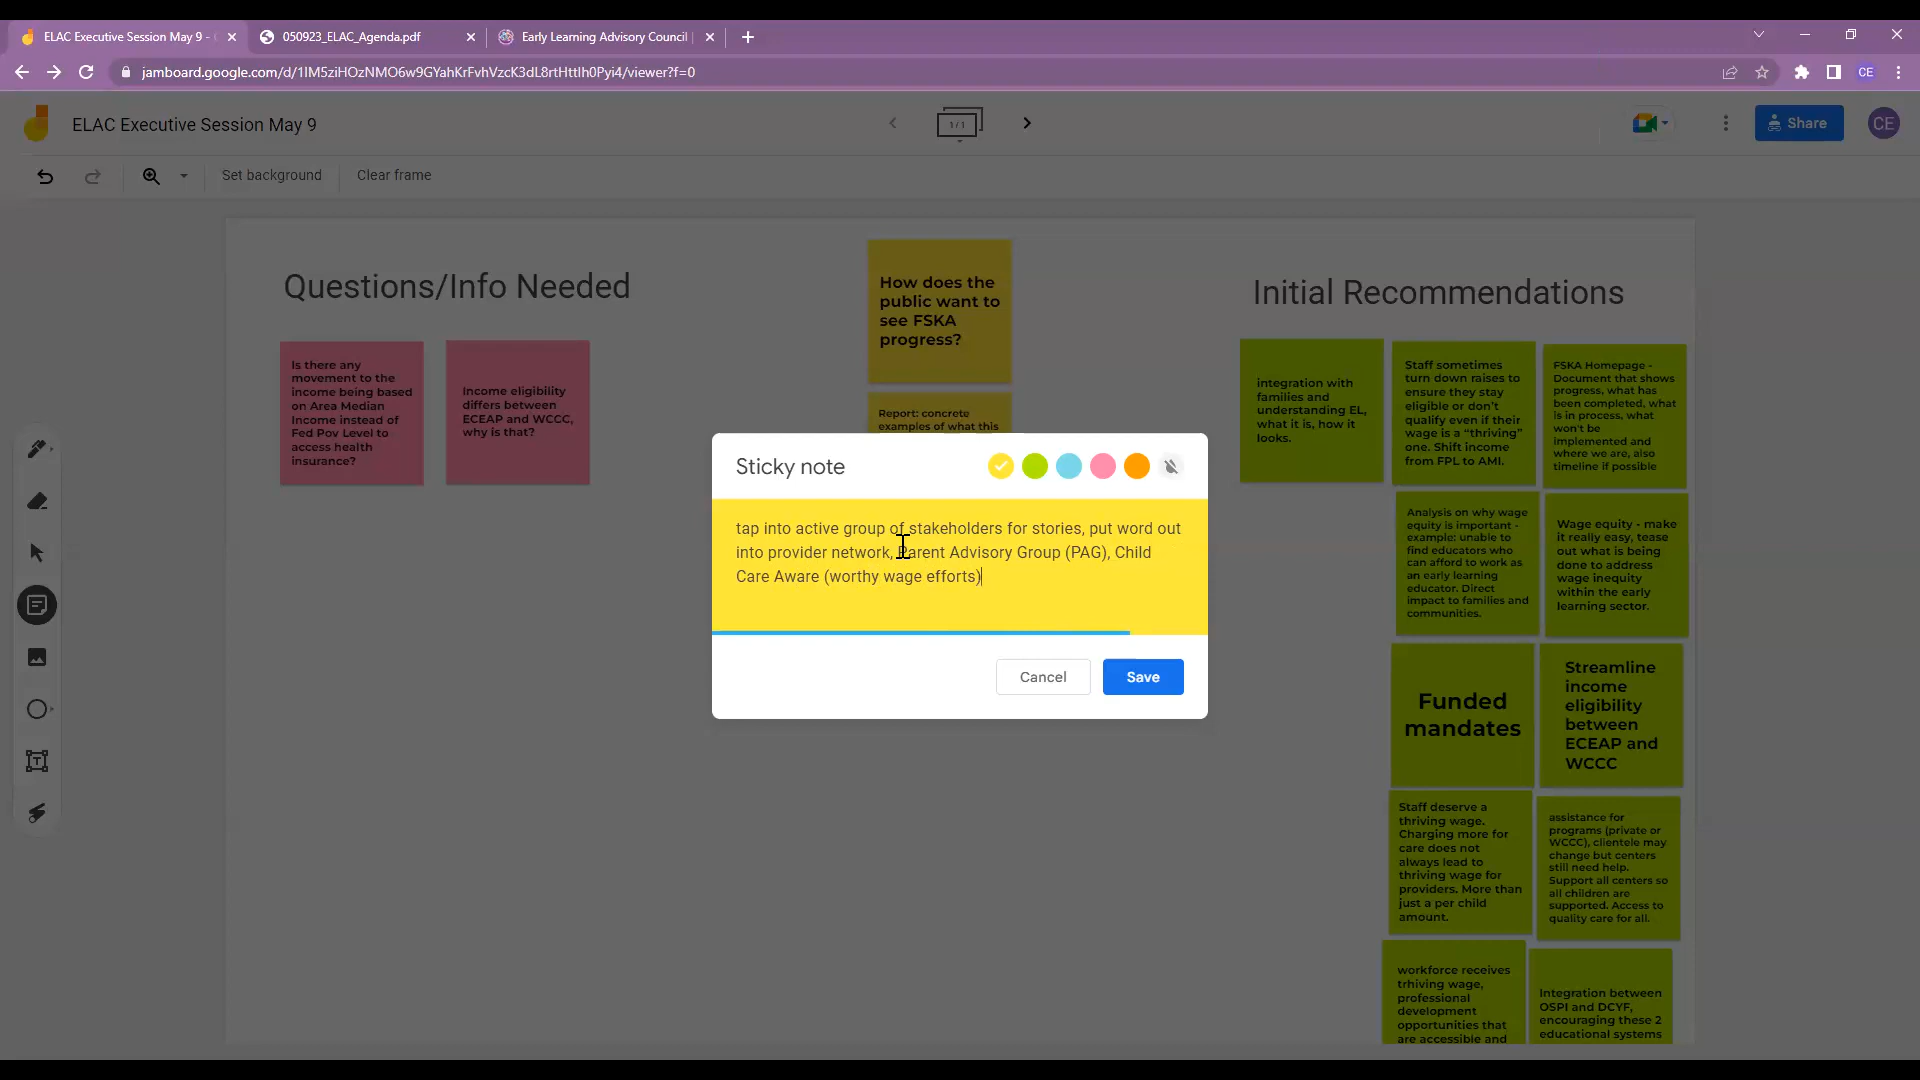 ELAC Executive Session May 9 -
050923_ELAC_Agenda.pdf
Early Learning Advisory Council |
jamboard.google.com/d/1IM5ziHOzNMO6w9GYahKrFvhVzcK3dL8rtHttIh0Pyi4/viewer?f=0
CE
ELAC Executive Session May 9
1 / 1
Share
CE
Set background
Clear frame
Questions/Info Needed
Is there any
movement to the
income being based
on Area Median
Income instead of
Fed Pov Level to
access health
insurance?
Income eligibility
differs between
ECEAP and WCCC,
why is that?
How does the
public want to
see FSKA
progress?
Report: concrete
examples of what this
Sticky note
tap into active group of stakeholders for stories, put word out
into provider network, Parent Advisory Group (PAG), Child
Care Aware (worthy wage efforts)
Cancel
Save
Initial Recommendations
integration with
families and
understanding EL,
what it is, how it
looks.
Staff sometimes
turn down raises to
ensure they stay
eligible or don't
qualify even if their
wage is a "thriving"
one. Shift income
from FPL to AMI.
FSKA Homepage -
Document that shows
progress, what has
been completed, what
is in process, what
won't be
implemented and
where we are, also
timeline if possible
Analysis on why wage
equity is important -
example: unable to
find educators who
can afford to work as
an early learning
educator. Direct
impact to families and
communities.
Wage equity - make
it really easy, tease
out what is being
done to address
wage inequity
within the early
learning sector.
Funded
mandates
Streamline
income
eligibility
between
ECEAP and
WCCC
Staff deserve a
thriving wage.
Charging more for
care does not
always lead to
thriving wage for
providers. More than
just a per child
amount.
assistance for
programs (private or
WCCC), clientele may
change but centers
still need help.
Support all centers so
all children are
supported. Access to
quality care for all.
workforce receives
trhiving wage,
professional
development
opportunities that
are accessible and
Integration between
OSPI and DCYF,
encouraging these 2
educational systems